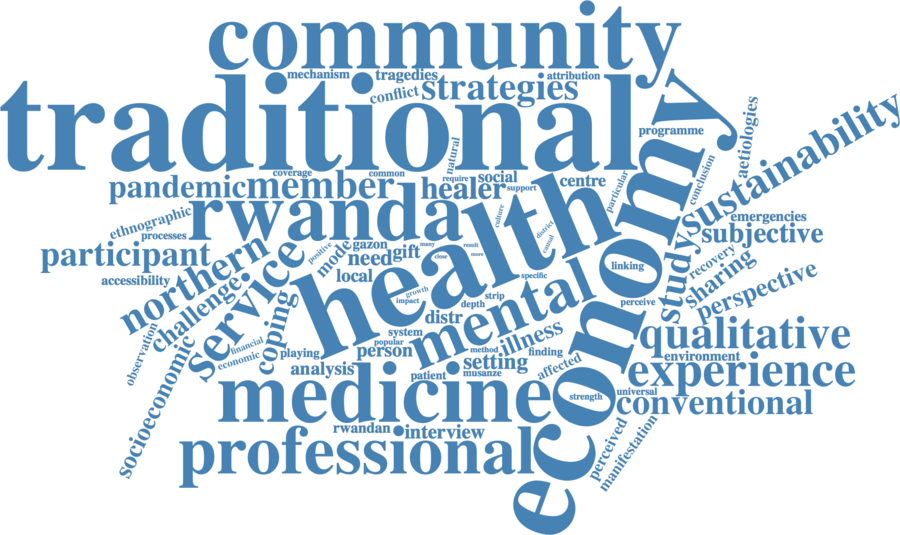 community
mechanism
tragedies
attribution
conflict
strategies
traditional
programme
aetiologies
natural
coverage
common
require
social
conclusion
sustainability
pandemic
member
healer
support
centre
particular
ethnographic
rwanda
culture
health
economy
emergencies
processes
district
subjective
participant
northern
positive
mode
gazon
many
result
casual
study
need
gift
close
more
linking
recovery
accessibility
challenge
service
local
specific
sharing
perspective
growth
impact
depth
strip
perceive
observation
coping
distr
mental
qualitative
financial
economic
system
popular
illness
playing
person
method
finding
environment
socioeconomic
analysis
setting
affected
experience
patient
musanze
medicine
strength
universal
conventional
rwandan
interview
professional
perceived
manifestation